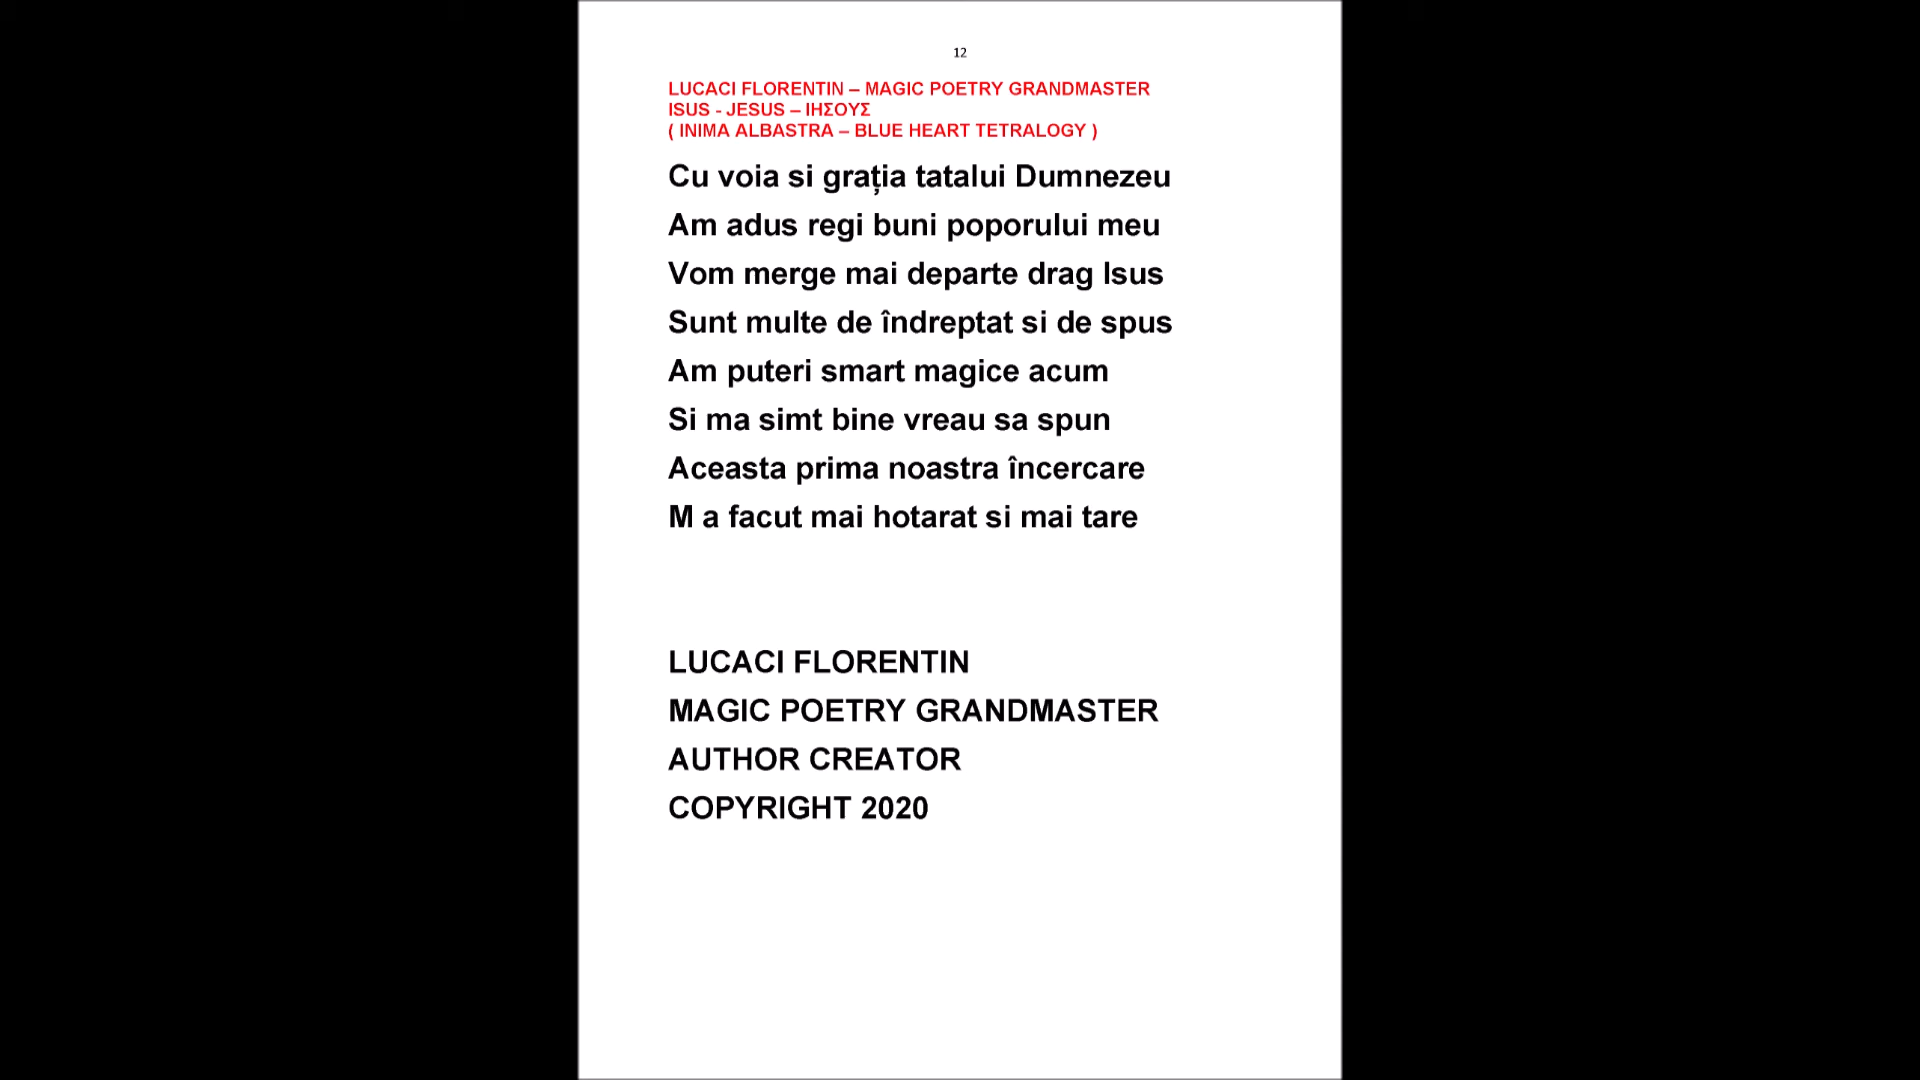 12
LUCACI FLORENTIN – MAGIC POETRY GRANDMASTER
ISUS - JESUS – ΙΗΣΟΥΣ
( INIMA ALBASTRA – BLUE HEART TETRALOGY )
Cu voia si grația tatalui Dumnezeu
Am adus regi buni poporului meu
Vom merge mai departe drag Isus
Sunt multe de îndreptat si de spus
Am puteri smart magice acum
Si ma simt bine vreau sa spun
Aceasta prima noastra încercare
M a facut mai hotarat si mai tare
LUCACI FLORENTIN
MAGIC POETRY GRANDMASTER
AUTHOR CREATOR
COPYRIGHT 2020